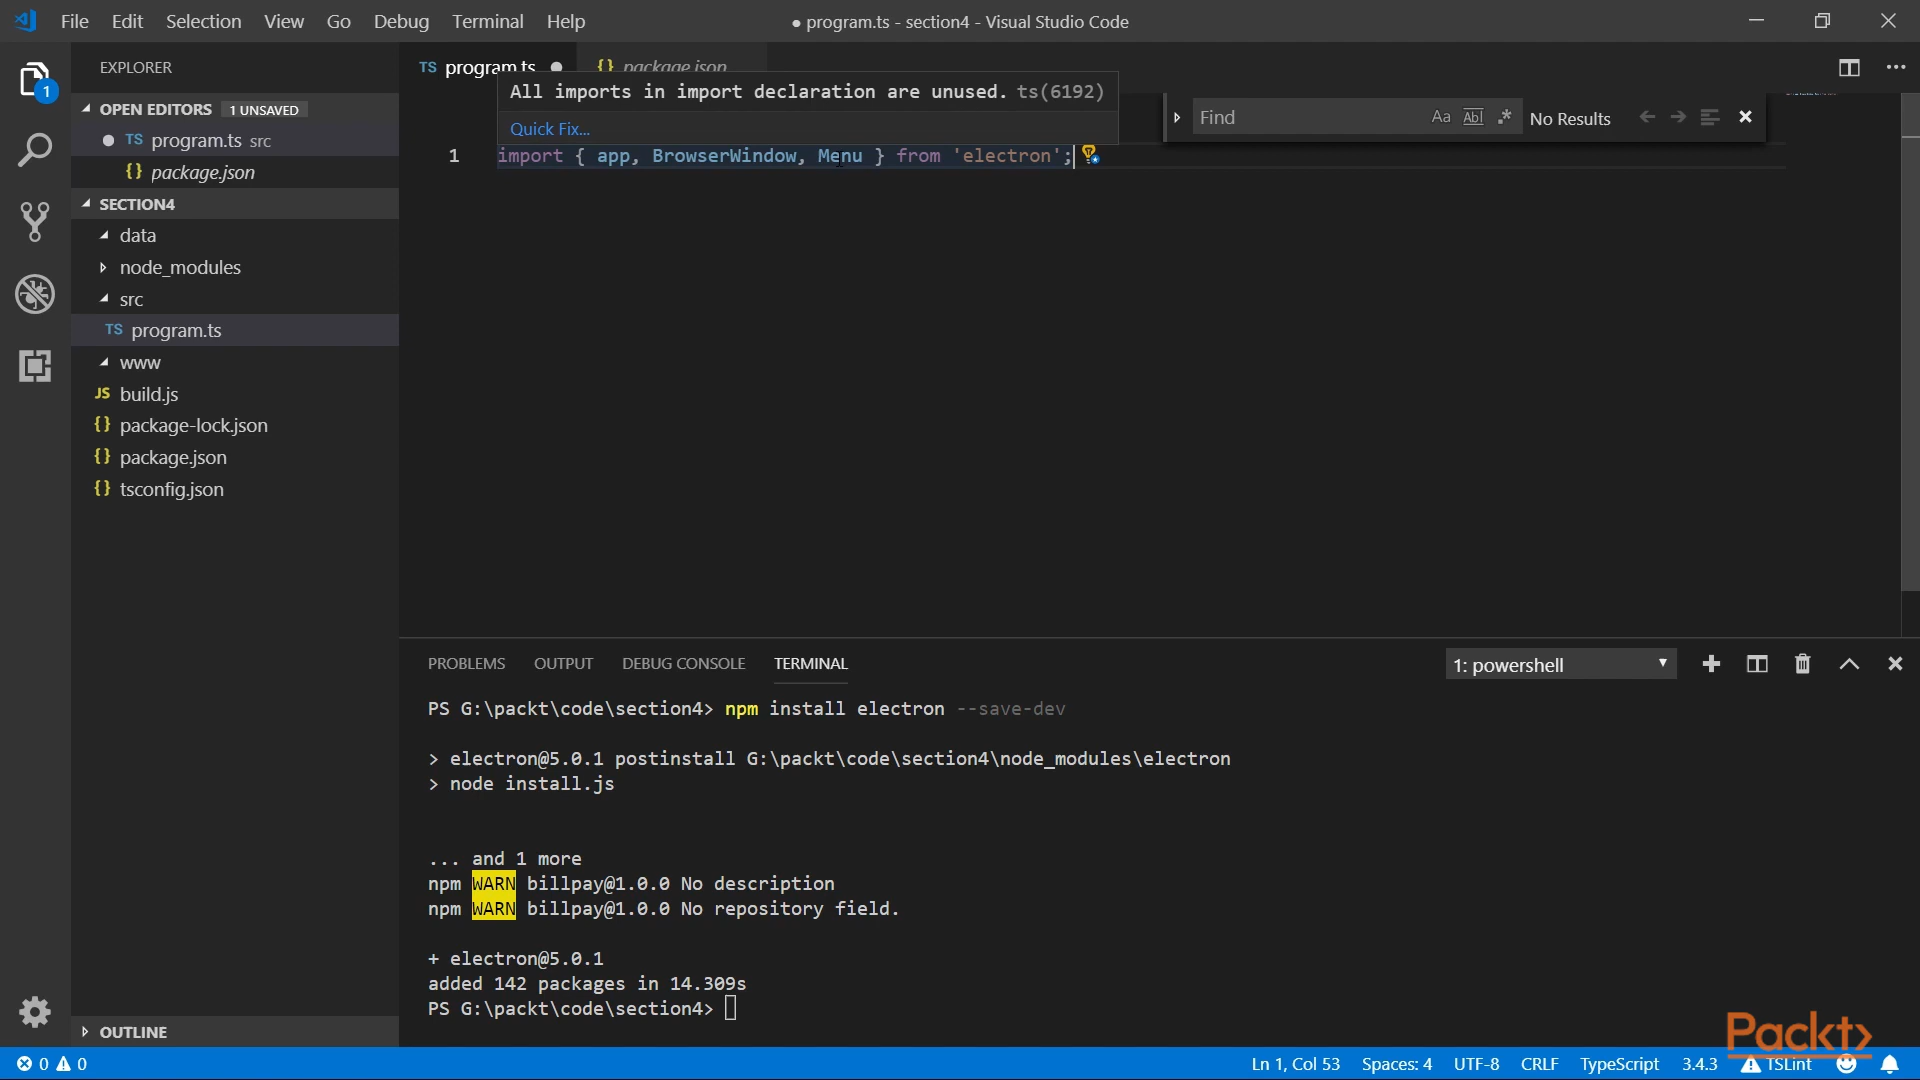 File Edit Selection View Go Debug Terminal Help
● program.ts - section4 - Visual Studio Code
EXPLORER
1
OPEN EDITORS 1 UNSAVED
TS program.ts src
{} package.json
SECTION4
data
node_modules
src
TS program.ts
www
JS build.js
{} package-lock.json
{} package.json
{} tsconfig.json
OUTLINE
TS program.ts
{} package.json
All imports in import declaration are unused. ts(6192)
Quick Fix...
Find Aa Abl .* No Results
1 import { app, BrowserWindow, Menu } from 'electron';
PROBLEMS OUTPUT DEBUG CONSOLE TERMINAL 1: powershell
PS G:\packt\code\section4> npm install electron --save-dev
> electron@5.0.1 postinstall G:\packt\code\section4\node_modules\electron
> node install.js
... and 1 more
npm WARN billpay@1.0.0 No description
npm WARN billpay@1.0.0 No repository field.
+ electron@5.0.1
added 142 packages in 14.309s
PS G:\packt\code\section4>
Packt>
0 0 Ln 1, Col 53 Spaces: 4 UTF-8 CRLF TypeScript 3.4.3 TSLint